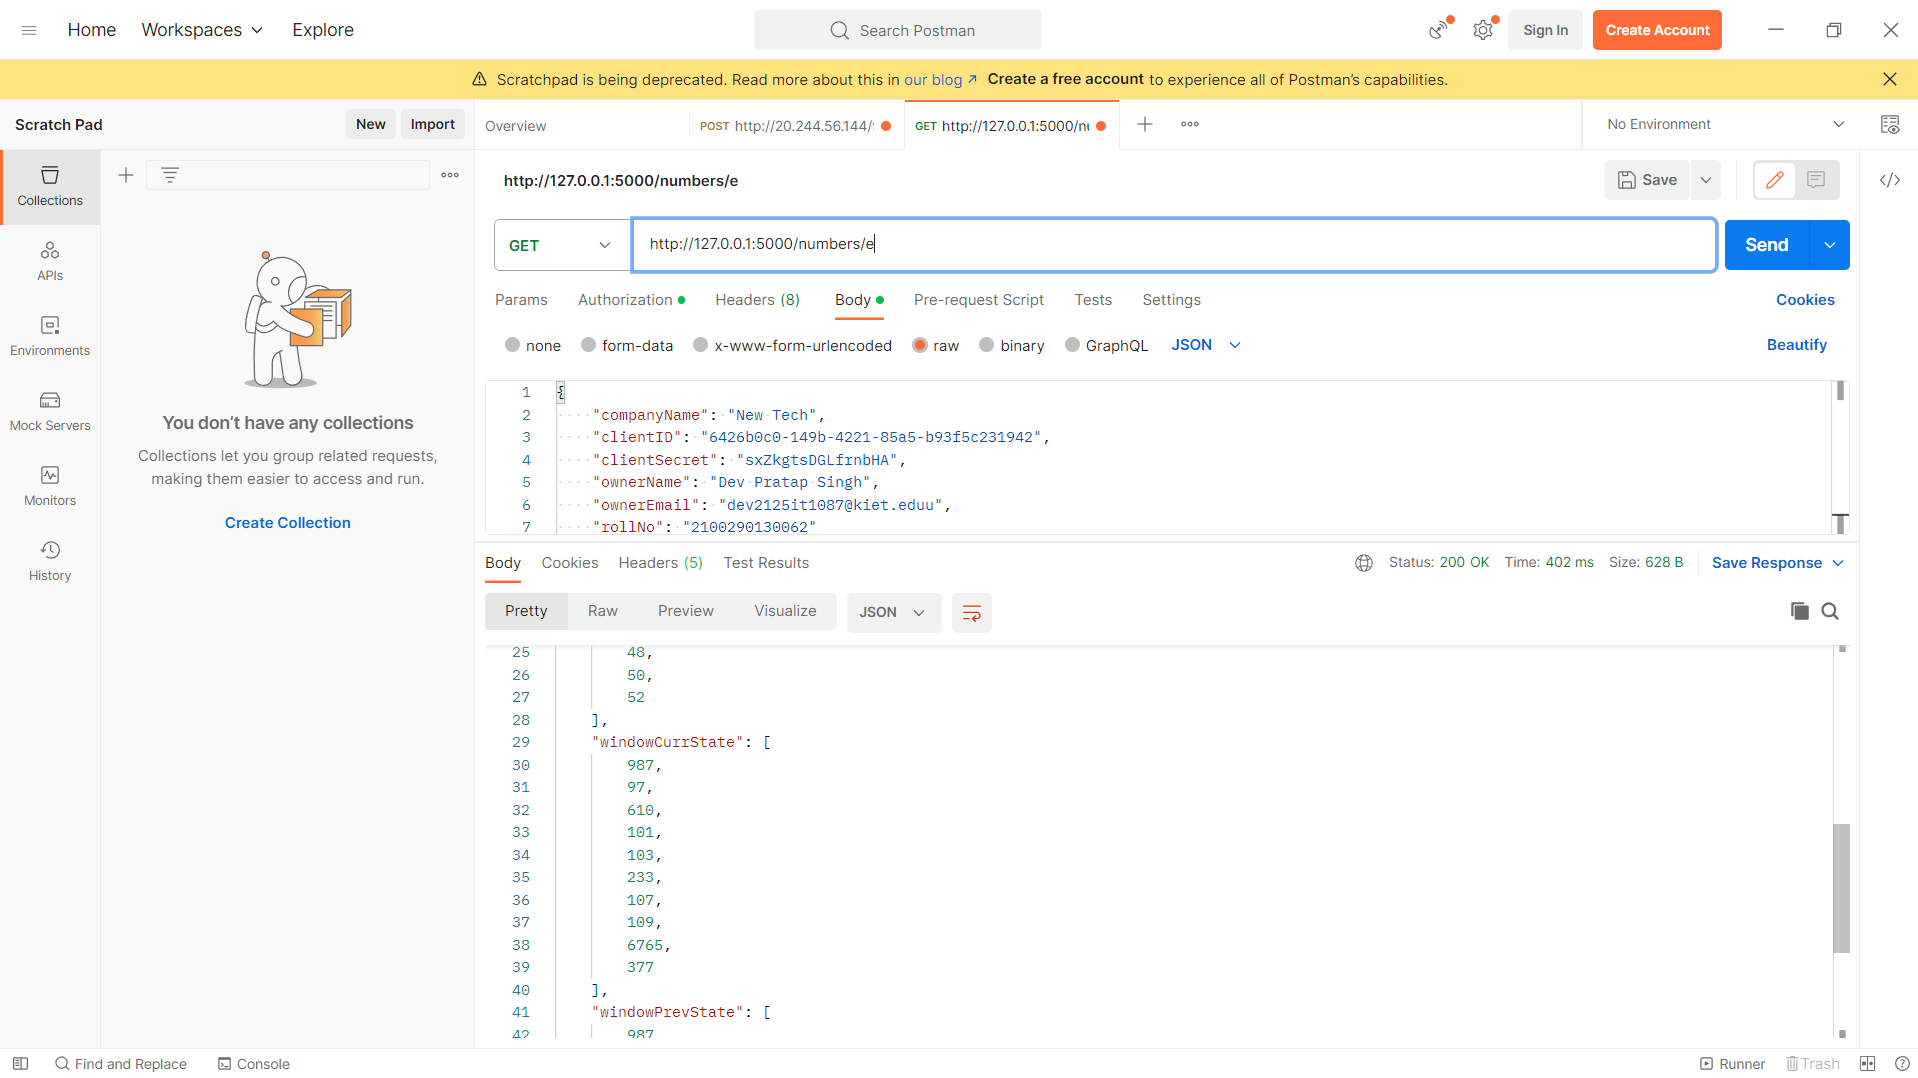 Home
Workspaces
Explore
Search Postman
Sign In
Create Account
Scratchpad is being deprecated. Read more about this in our blog ↗ Create a free account to experience all of Postman's capabilities.
Scratch Pad
New
Import
Overview
POST http://20.244.56.144/
GET http://127.0.0.1:5000/nu
No Environment
Collections
APIs
Environments
Mock Servers
Monitors
History
You don't have any collections
Collections let you group related requests,
making them easier to access and run.
Create Collection
http://127.0.0.1:5000/numbers/e
Save
GET
http://127.0.0.1:5000/numbers/e
Send
Params
Authorization
Headers (8)
Body
Pre-request Script
Tests
Settings
Cookies
none
form-data
x-www-form-urlencoded
raw
binary
GraphQL
JSON
Beautify
1 {
2 "companyName": "New Tech",
3 "clientID": "6426b0c0-149b-4221-85a5-b93f5c231942",
4 "clientSecret": "sxZkgtsDGLfrnbHA",
5 "ownerName": "Dev Pratap Singh",
6 "ownerEmail": "dev2125it1087@kiet.eduu",
7 "rollNo": "2100290130062"
Body
Cookies
Headers (5)
Test Results
Status: 200 OK
Time: 402 ms
Size: 628 B
Save Response
Pretty
Raw
Preview
Visualize
JSON
25 48,
26 50,
27 52
28 ],
29 "windowCurrState": [
30 987,
31 97,
32 610,
33 101,
34 103,
35 233,
36 107,
37 109,
38 6765,
39 377
40 ],
41 "windowPrevState": [
42 987
Find and Replace
Console
Runner
Trash